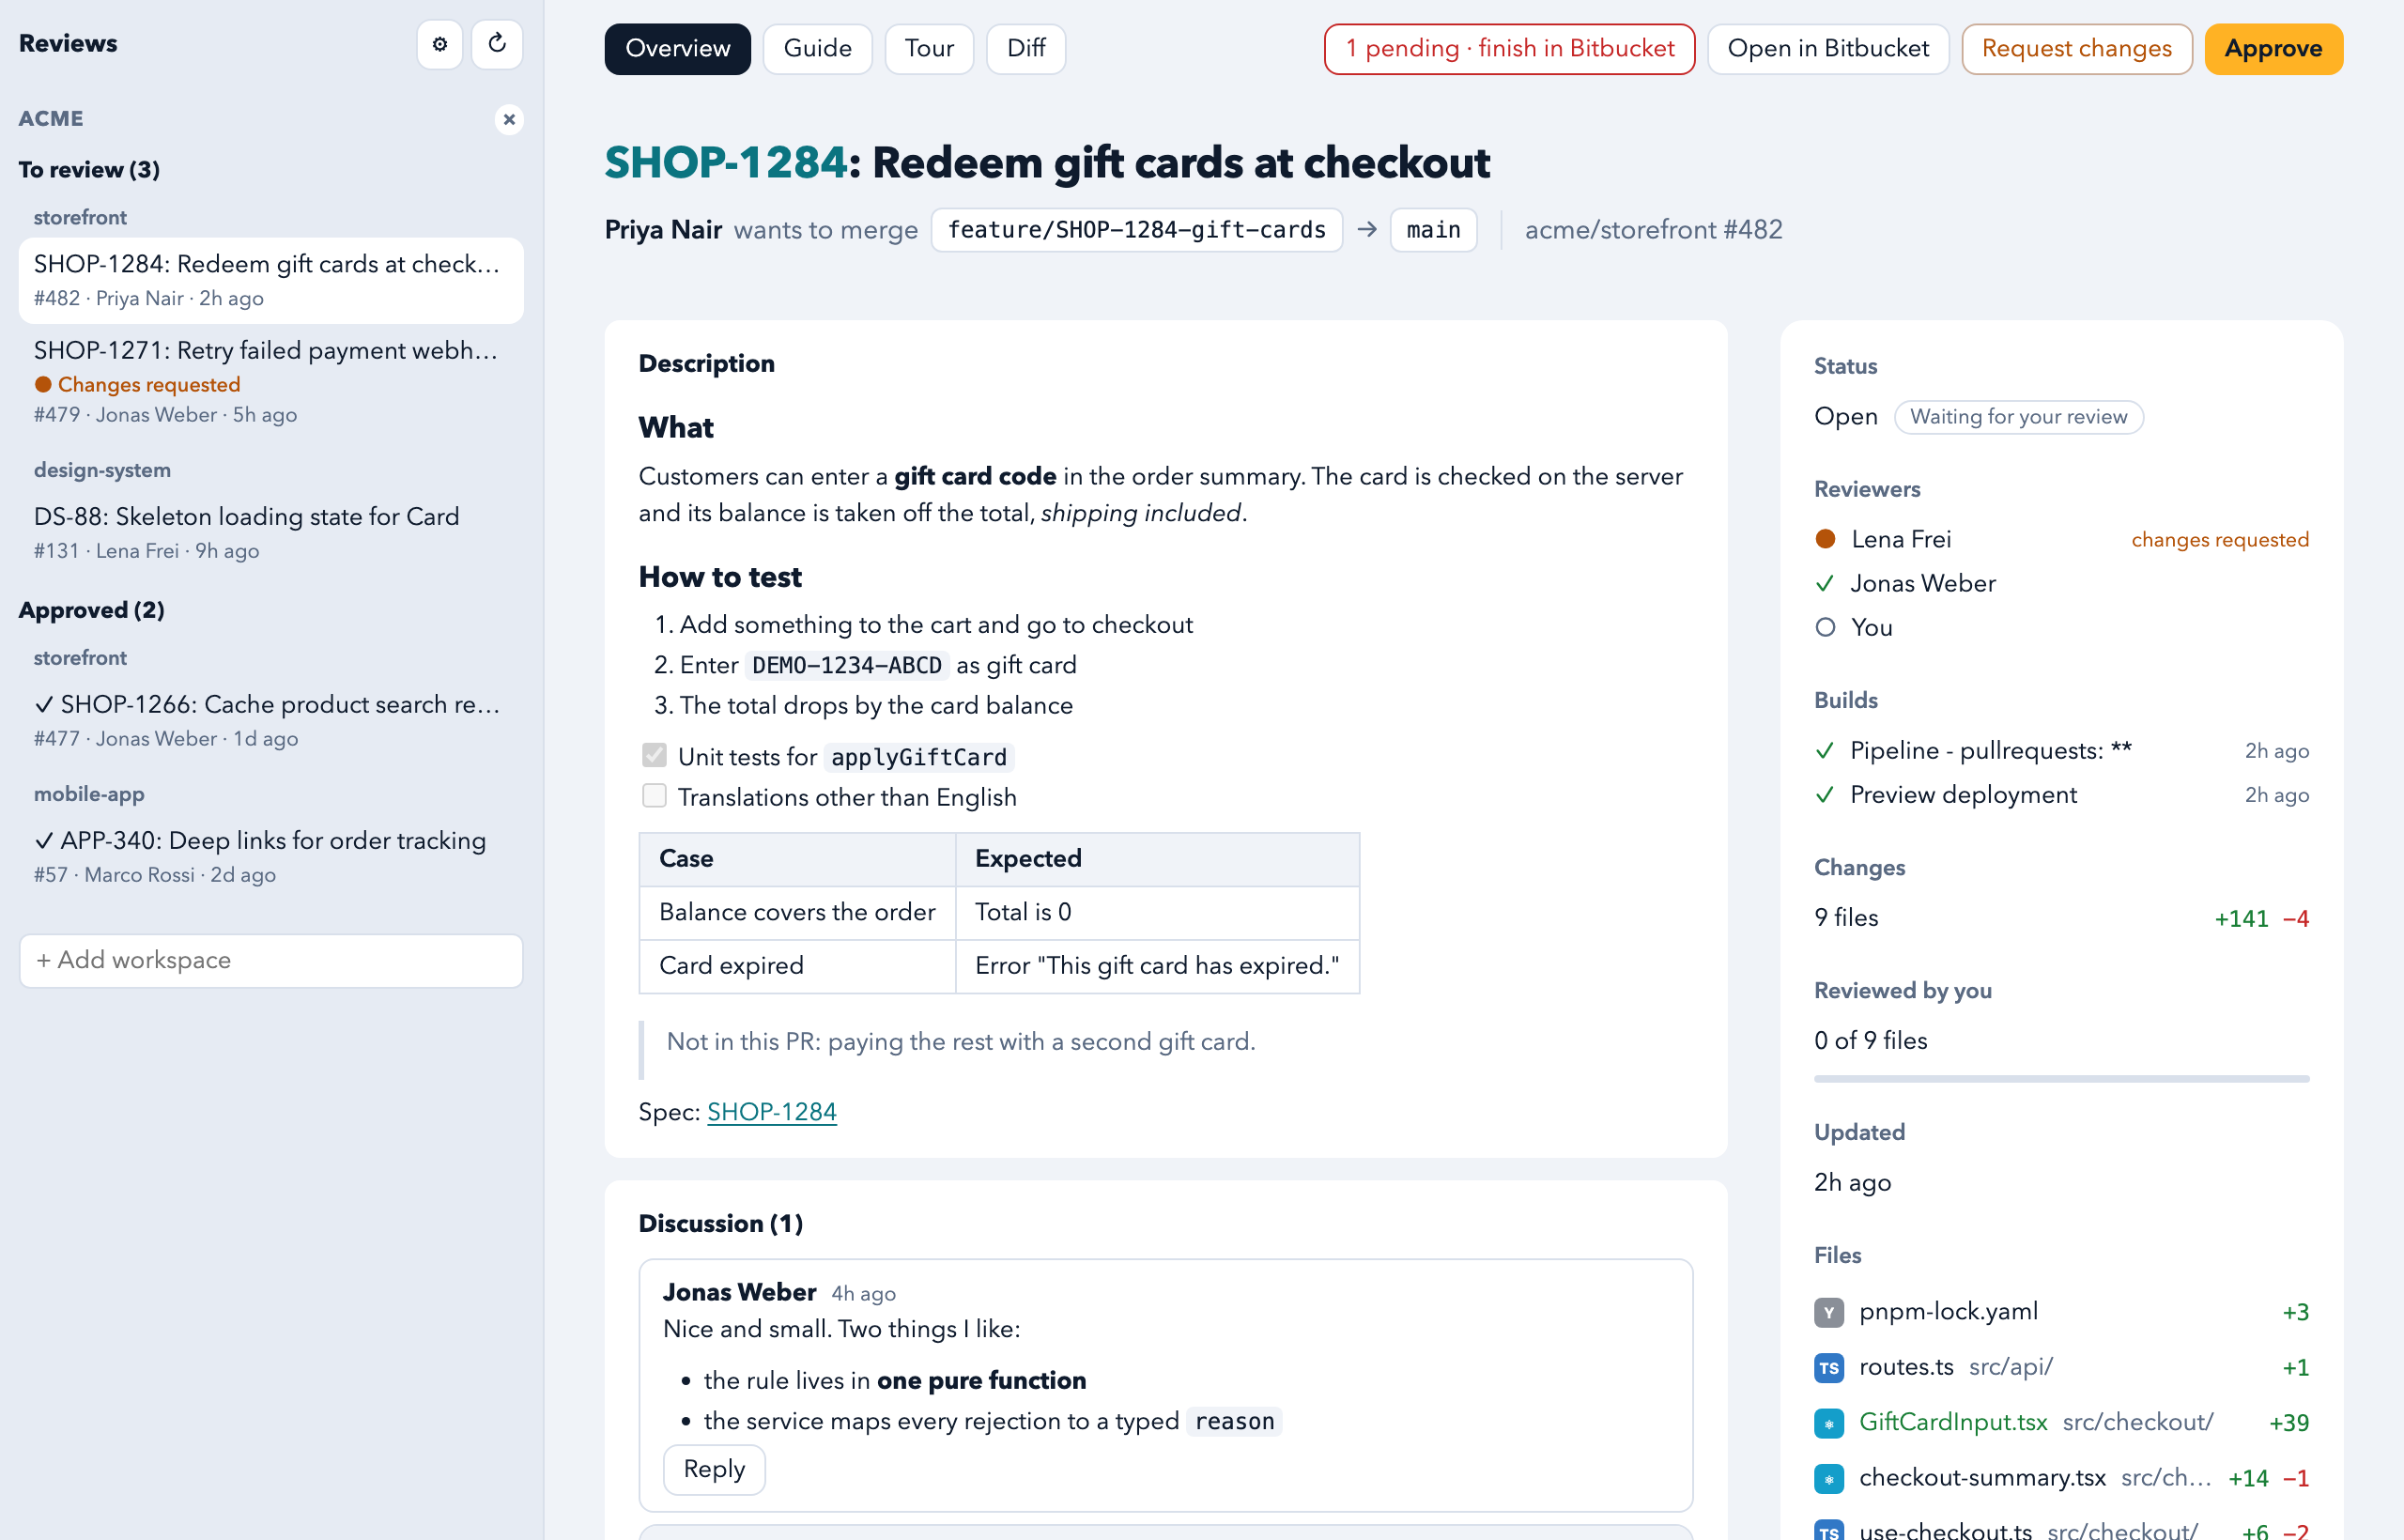 Reviews
ACME
To review (3)
storefront
SHOP-1284: Redeem gift cards at check…
#482 · Priya Nair · 2h ago
SHOP-1271: Retry failed payment webh…
Changes requested
#479 · Jonas Weber · 5h ago
design-system
DS-88: Skeleton loading state for Card
#131 · Lena Frei · 9h ago
Approved (2)
storefront
✓ SHOP-1266: Cache product search re…
#477 · Jonas Weber · 1d ago
mobile-app
✓ APP-340: Deep links for order tracking
#57 · Marco Rossi · 2d ago
+ Add workspace
Overview Guide Tour Diff
1 pending · finish in Bitbucket Open in Bitbucket Request changes Approve
SHOP-1284: Redeem gift cards at checkout
Priya Nair wants to merge feature/SHOP-1284-gift-cards → main acme/storefront #482
Description
What
Customers can enter a gift card code in the order summary. The card is checked on the server
and its balance is taken off the total, shipping included.
How to test
1. Add something to the cart and go to checkout
2. Enter DEMO-1234-ABCD as gift card
3. The total drops by the card balance
Unit tests for applyGiftCard
Translations other than English
Case Expected
Balance covers the order Total is 0
Card expired Error "This gift card has expired."
Not in this PR: paying the rest with a second gift card.
Spec: SHOP-1284
Discussion (1)
Jonas Weber 4h ago
Nice and small. Two things I like:
• the rule lives in one pure function
• the service maps every rejection to a typed reason
Reply
Status
Open Waiting for your review
Reviewers
Lena Frei changes requested
✓ Jonas Weber
You
Builds
✓ Pipeline - pullrequests: ** 2h ago
✓ Preview deployment 2h ago
Changes
9 files +141 −4
Reviewed by you
0 of 9 files
Updated
2h ago
Files
Y pnpm-lock.yaml +3
TS routes.ts src/api/ +1
GiftCardInput.tsx src/checkout/ +39
checkout-summary.tsx src/ch… +14 −1
TS use-checkout.ts src/checkout/ +6 −2